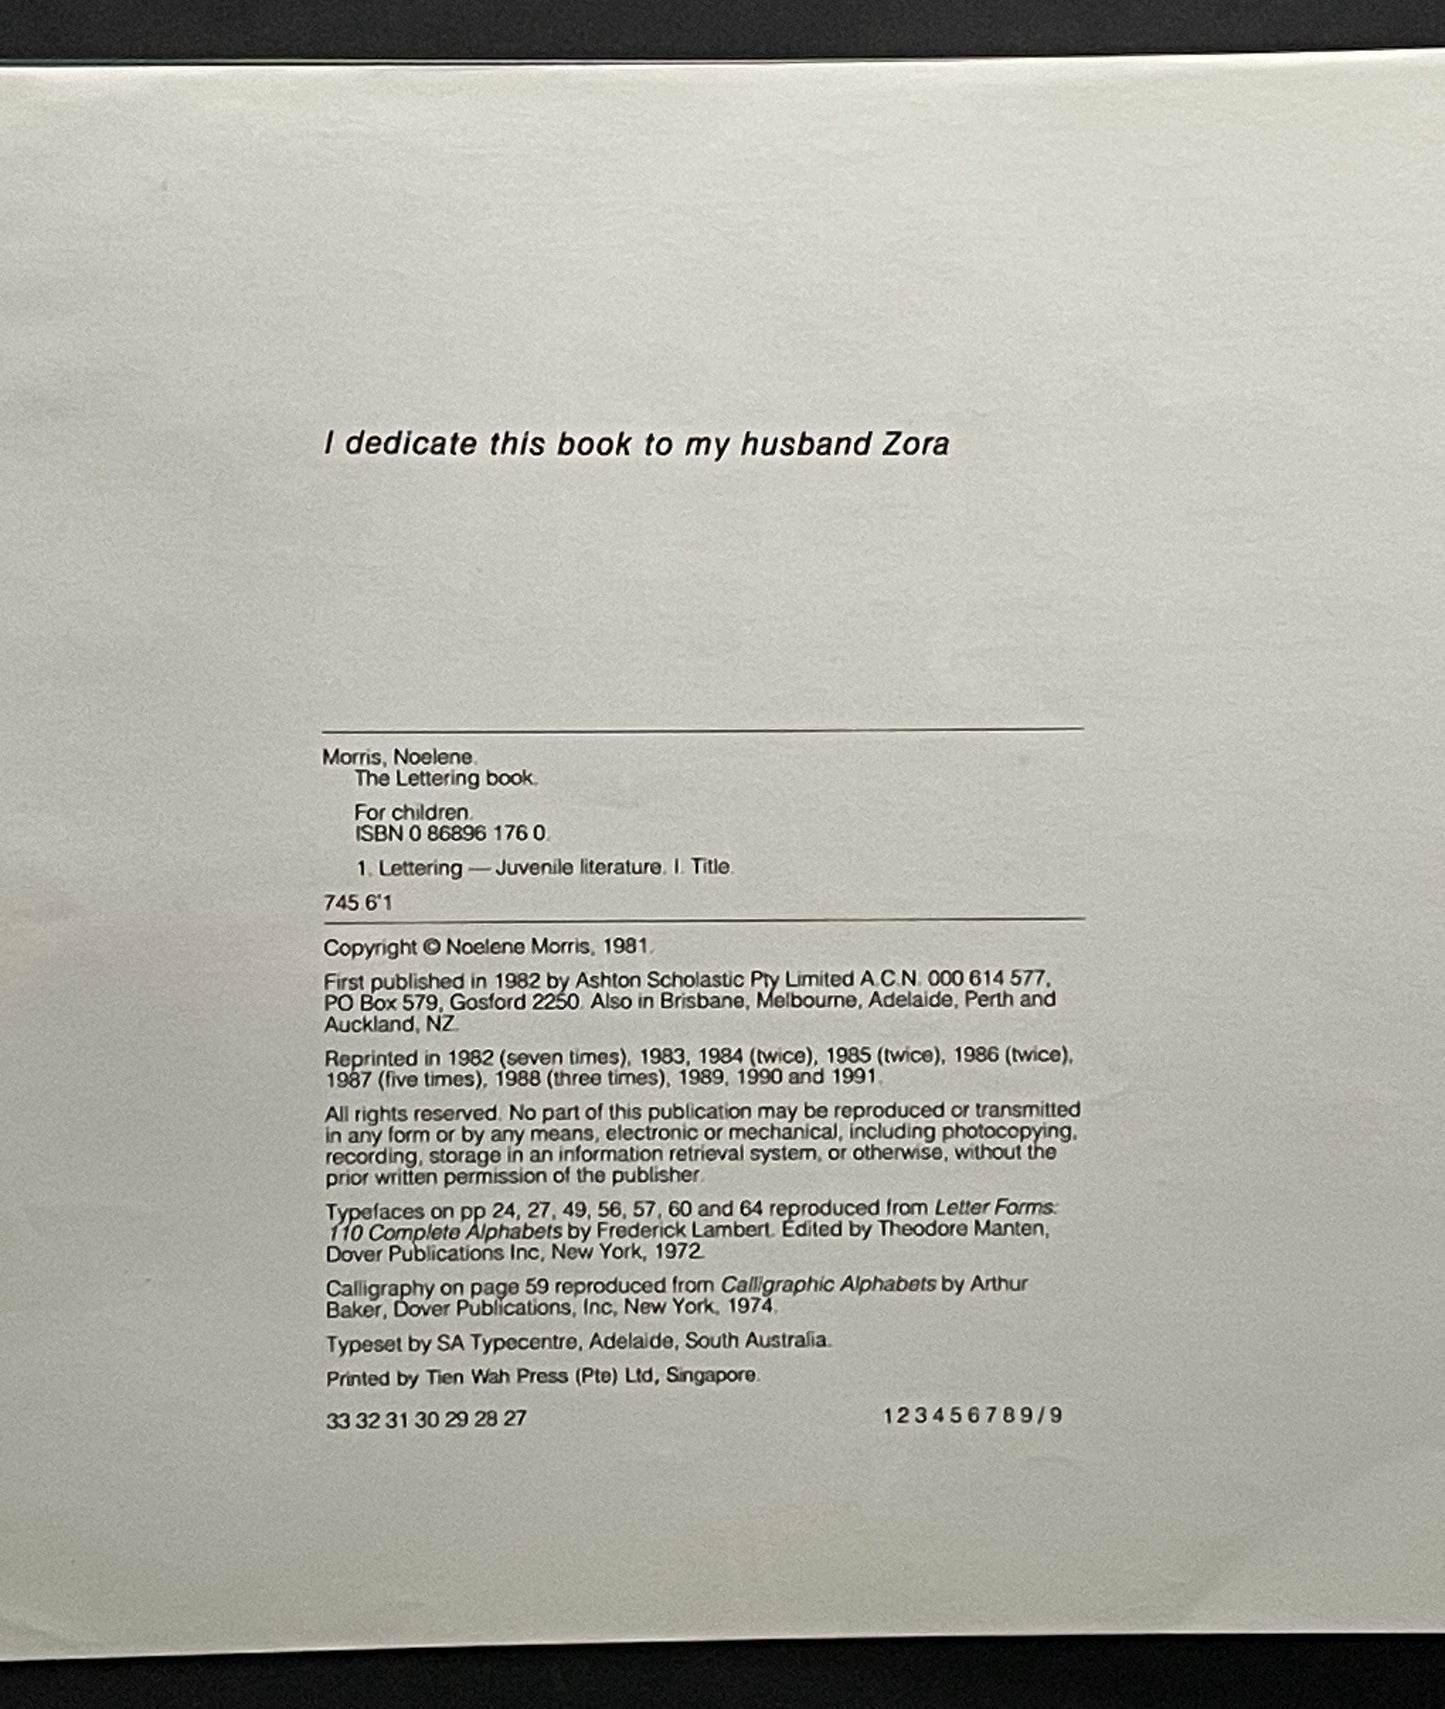 I dedicate this book to my husband Zora
Morris, Noelene.
The Lettering book.
For children.
ISBN 0 86896 176 0.
1. Lettering — Juvenile literature. I. Title.
745.6'1
Copyright © Noelene Morris, 1981.
First published in 1982 by Ashton Scholastic Pty Limited A.C.N. 000 614 577,
PO Box 579, Gosford 2250. Also in Brisbane, Melbourne, Adelaide, Perth and
Auckland, NZ.
Reprinted in 1982 (seven times), 1983, 1984 (twice), 1985 (twice), 1986 (twice),
1987 (five times), 1988 (three times), 1989, 1990 and 1991.
All rights reserved. No part of this publication may be reproduced or transmitted
in any form or by any means, electronic or mechanical, including photocopying,
recording, storage in an information retrieval system, or otherwise, without the
prior written permission of the publisher.
Typefaces on pp 24, 27, 49, 56, 57, 60 and 64 reproduced from Letter Forms:
110 Complete Alphabets by Frederick Lambert. Edited by Theodore Manten,
Dover Publications Inc, New York, 1972.
Calligraphy on page 59 reproduced from Calligraphic Alphabets by Arthur
Baker, Dover Publications, Inc, New York, 1974.
Typeset by SA Typecentre, Adelaide, South Australia.
Printed by Tien Wah Press (Pte) Ltd, Singapore.
33 32 31 30 29 28 27 1 2 3 4 5 6 7 8 9 / 9